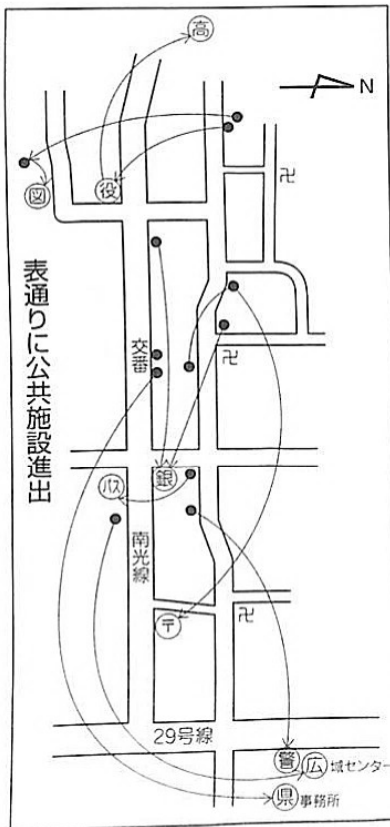 高
N
卍
図
役
表通りに公共施設進出
交番
卍
バス
銀
南光線
〒
卍
29号線
警
広域センター
県事務所